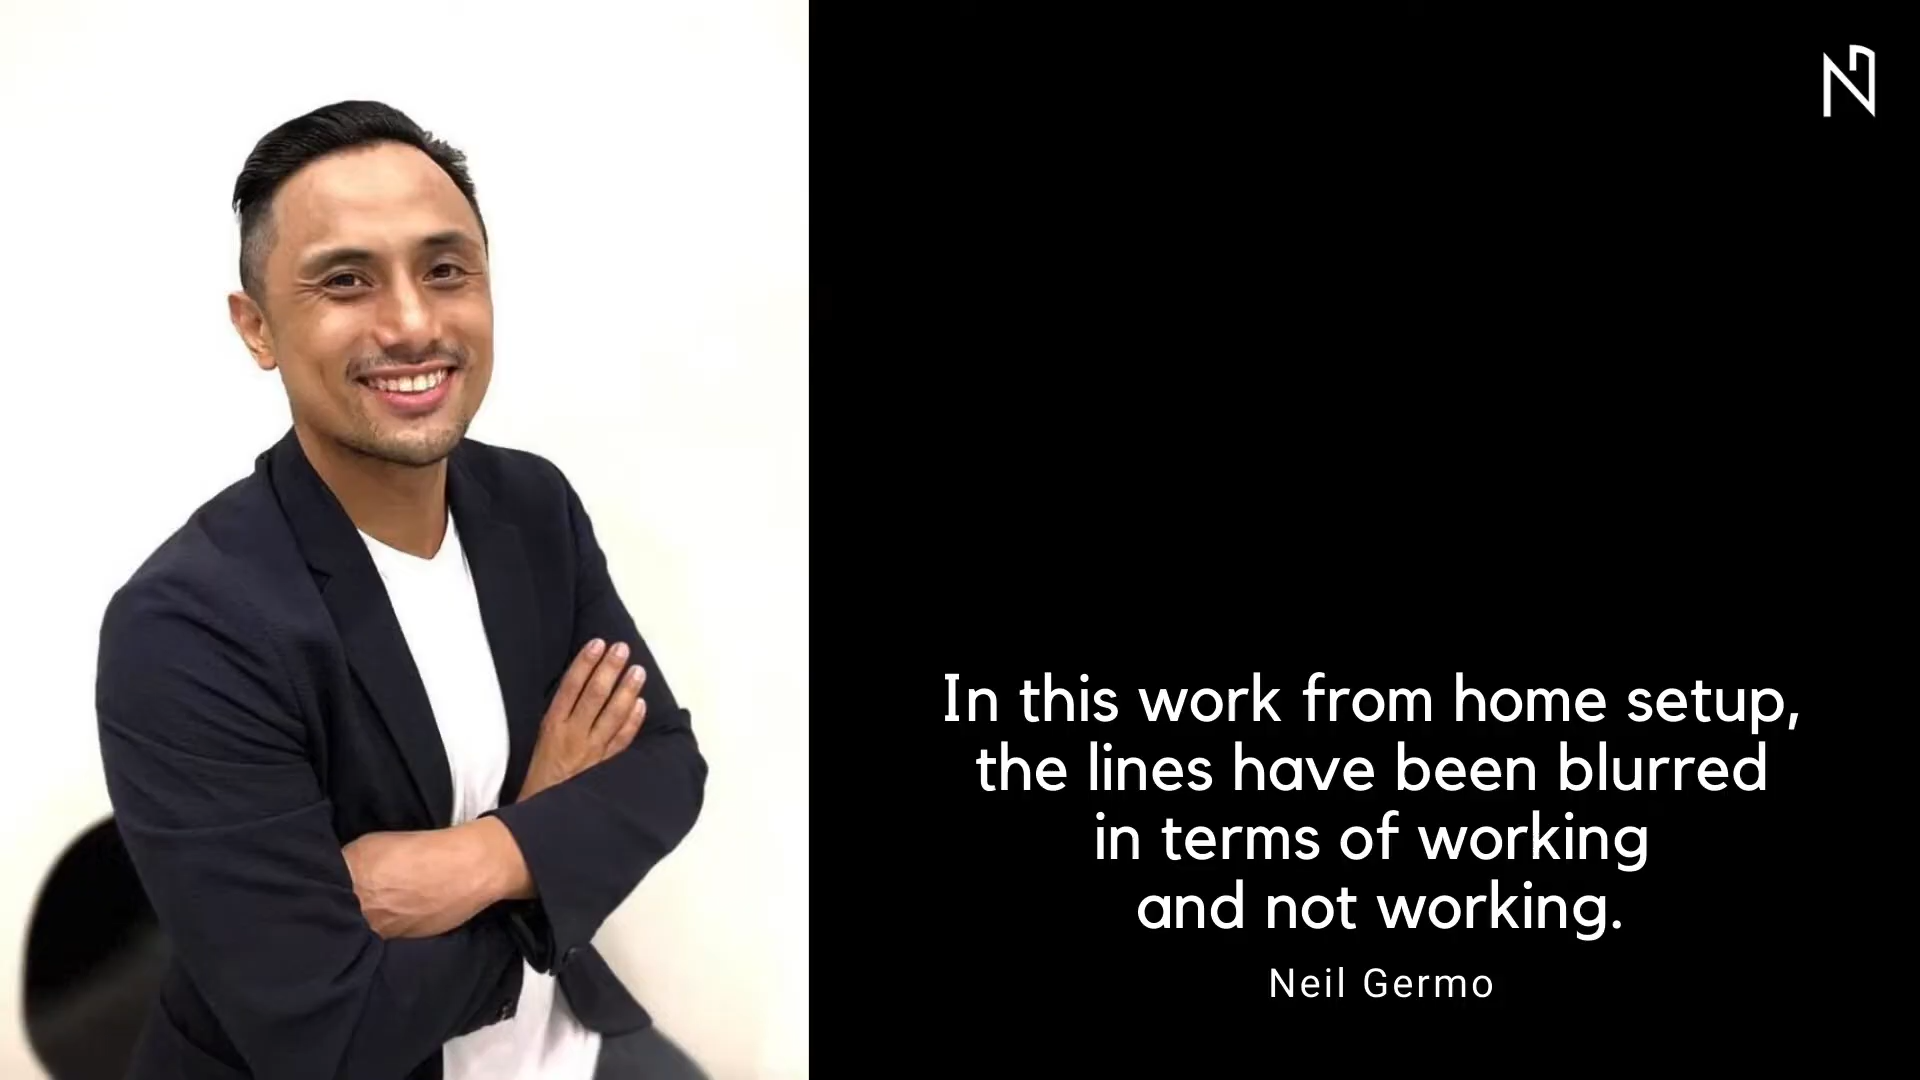 In this work from home setup,
the lines have been blurred
in terms of working
and not working.
Neil Germo